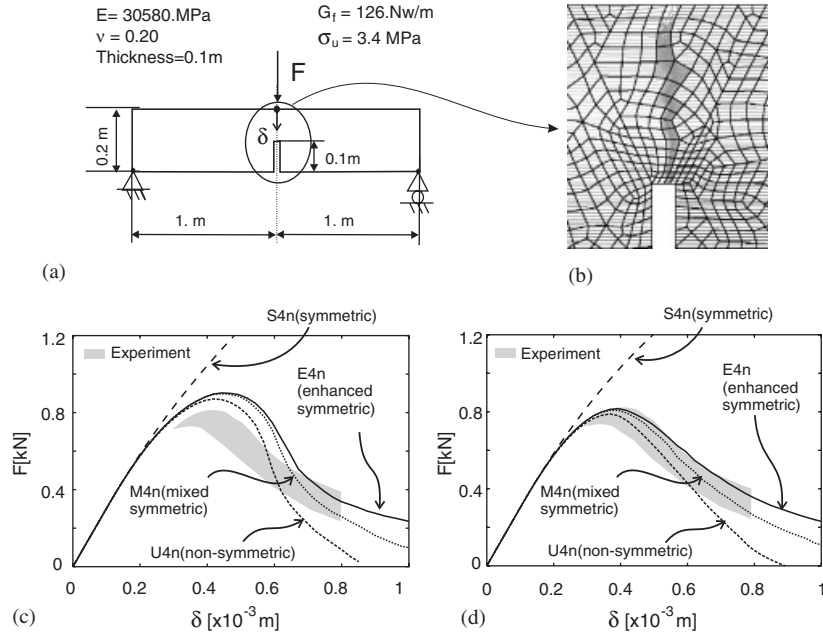 E= 30580.MPa
ν = 0.20
Thickness=0.1m
G_f = 126.Nw/m
σ_u = 3.4 MPa
F
δ
0.2 m
0.1m
1. m
1. m
(a)
(b)
S4n(symmetric)
Experiment
E4n
(enhanced
symmetric)
M4n(mixed
symmetric)
U4n(non-symmetric)
F[kN]
1.2
0.8
0.4
0
0
0.2
0.4
0.6
0.8
1
δ [x10⁻³ m]
(c)
S4n(symmetric)
Experiment
E4n
(enhanced
symmetric)
M4n(mixed
symmetric)
U4n(non-symmetric)
F[kN]
1.2
0.8
0.4
0
0
0.2
0.4
0.6
0.8
1
δ [x10⁻³ m]
(d)